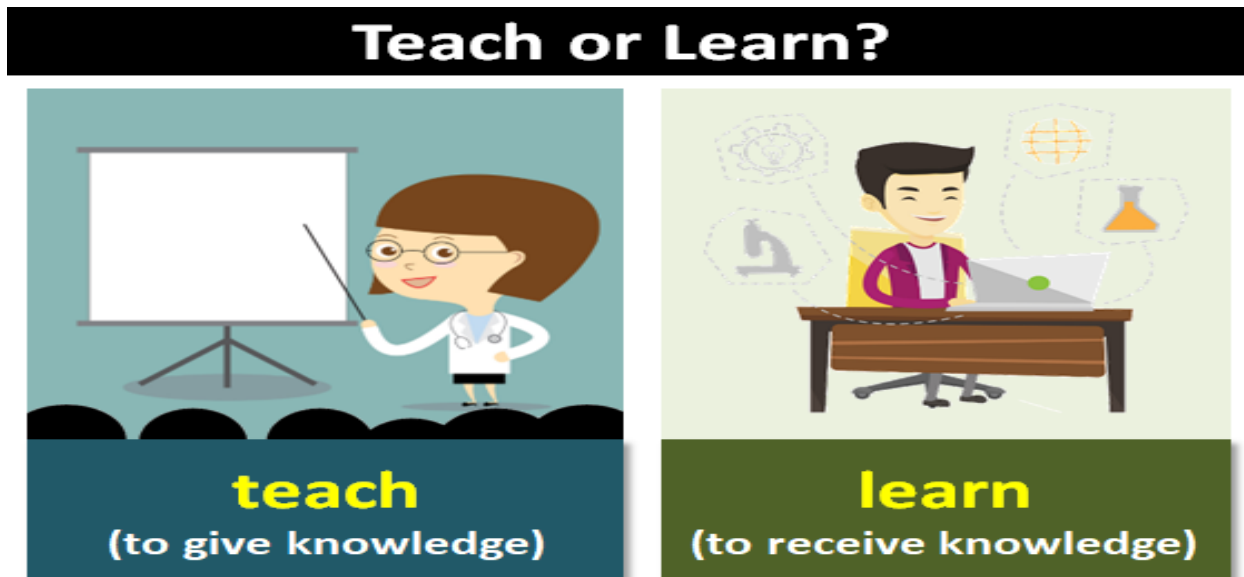 Teach or Learn?
teach
(to give knowledge)
learn
(to receive knowledge)